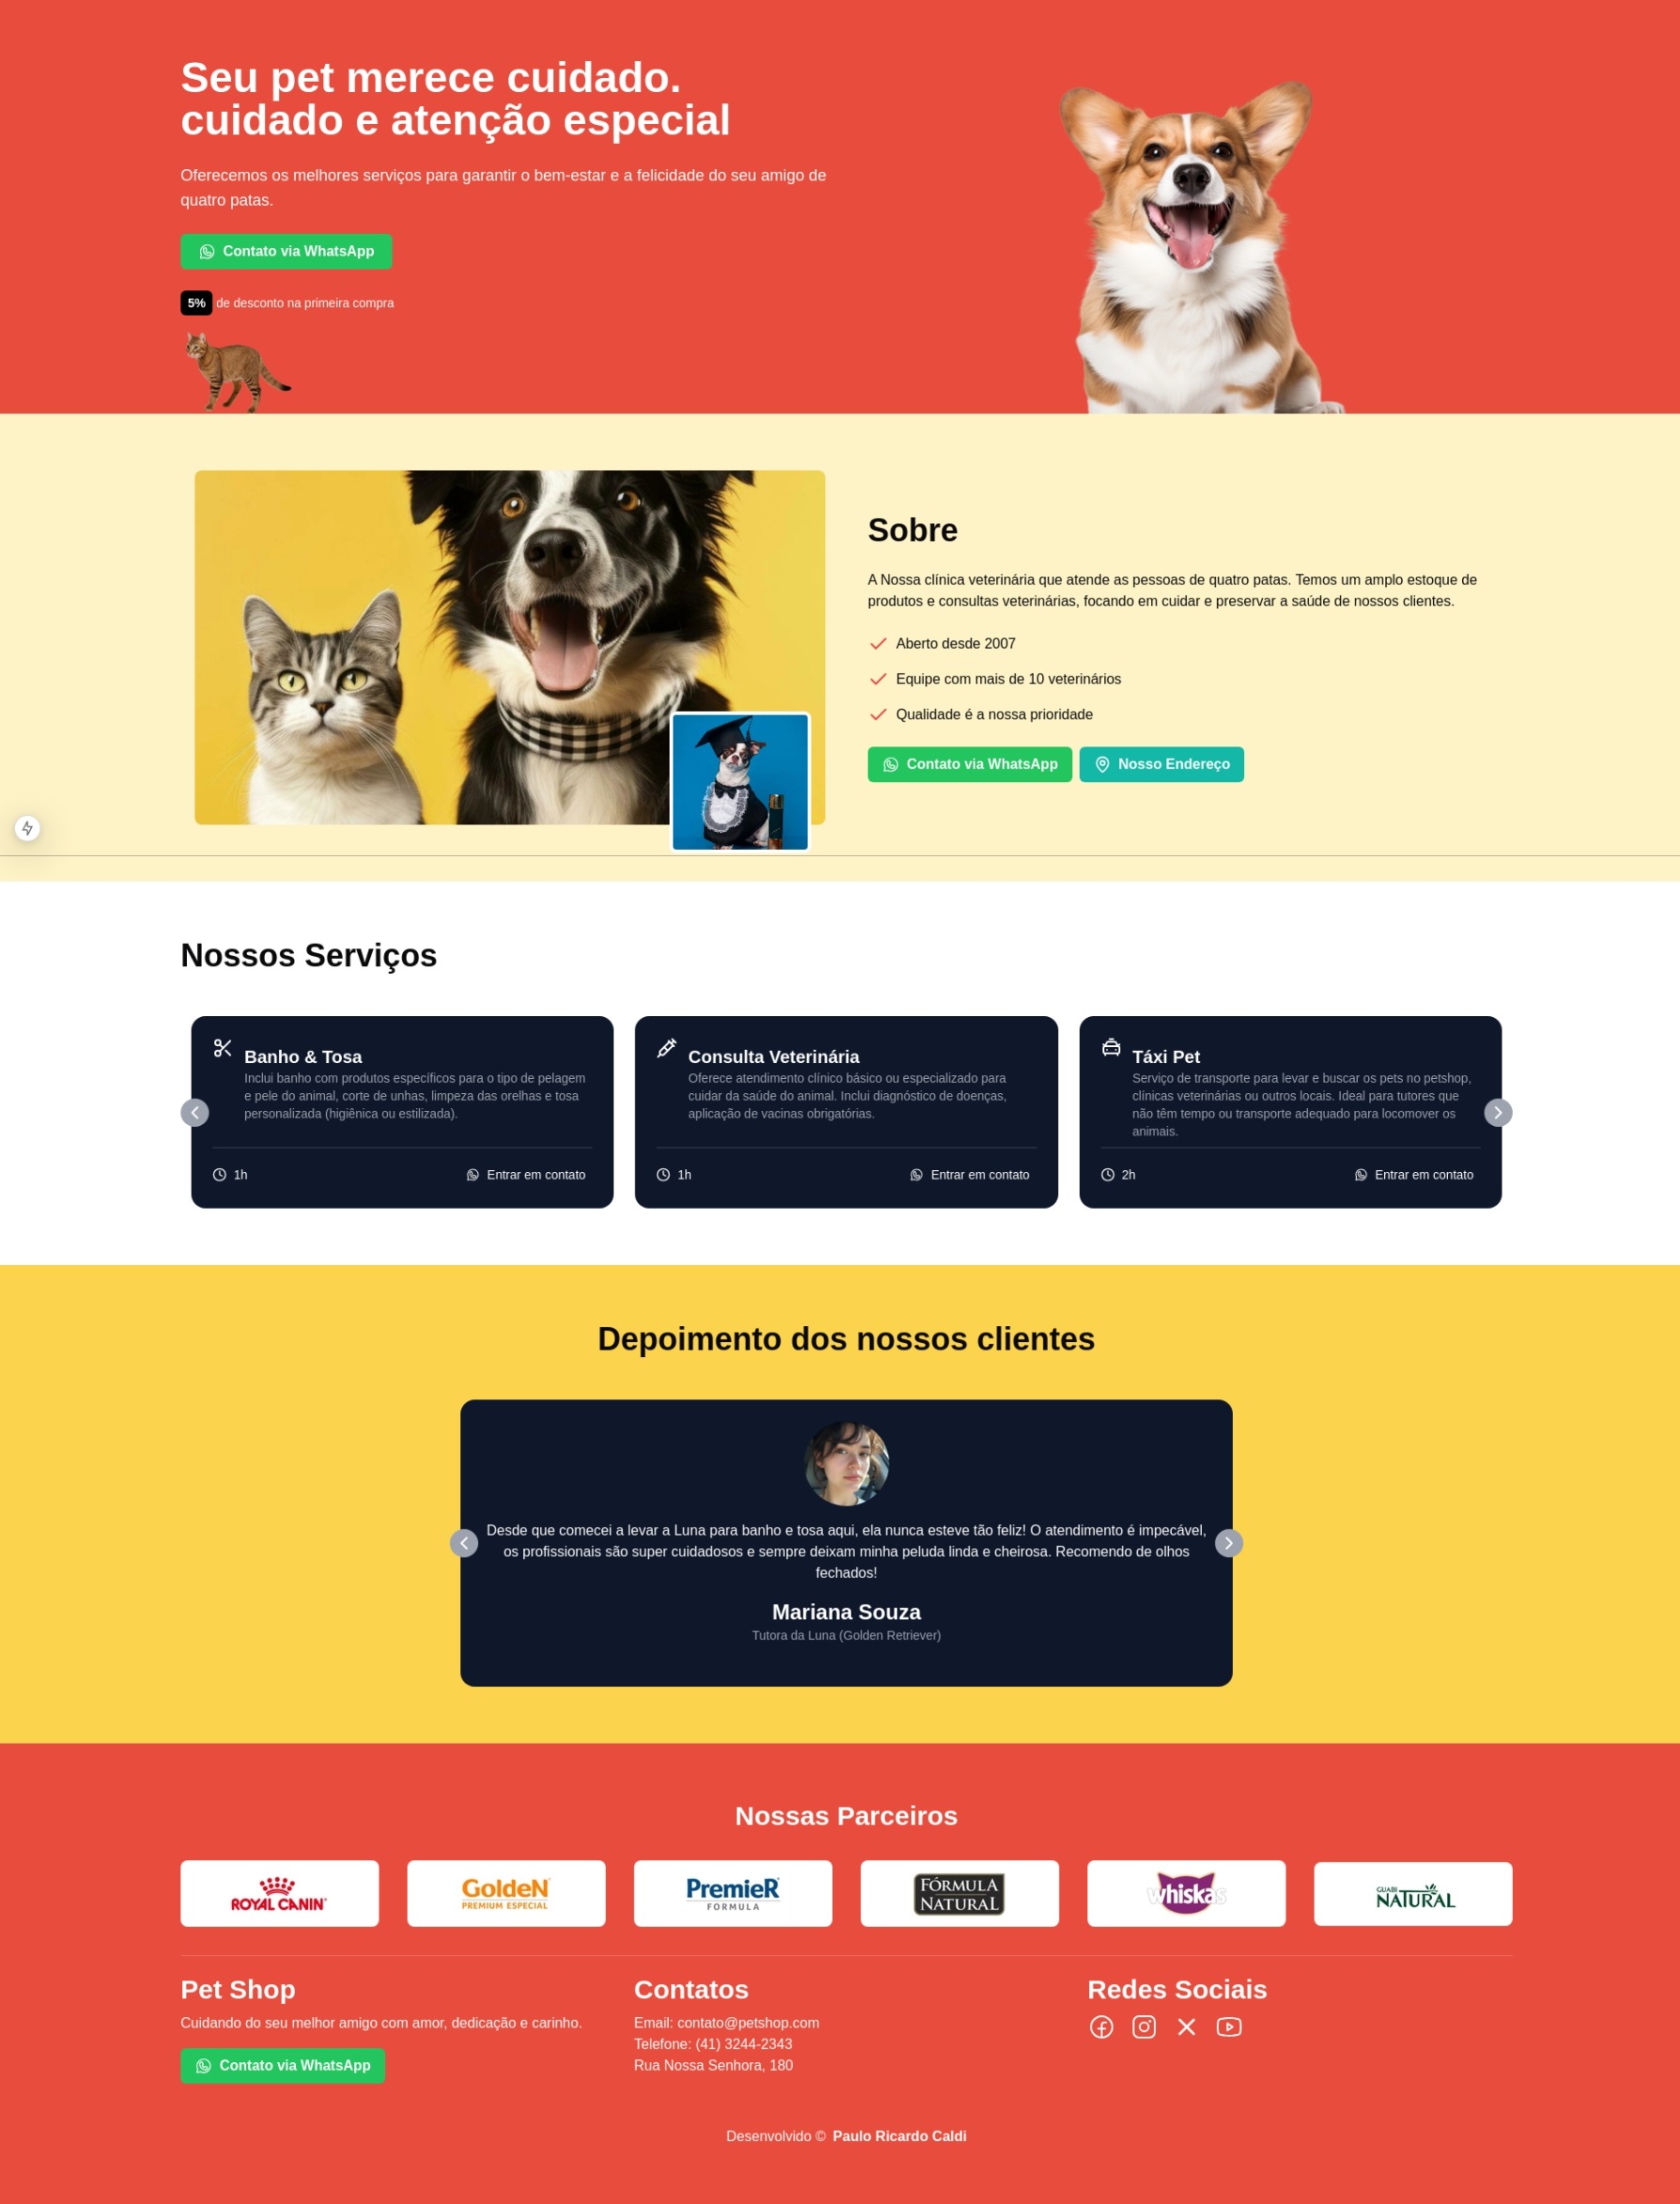 Seu pet merece cuidado.
cuidado e atenção especial
Oferecemos os melhores serviços para garantir o bem-estar e a felicidade do seu amigo de
quatro patas.
Contato via WhatsApp
5% de desconto na primeira compra
Sobre
A Nossa clínica veterinária que atende as pessoas de quatro patas. Temos um amplo estoque de
produtos e consultas veterinárias, focando em cuidar e preservar a saúde de nossos clientes.
Aberto desde 2007
Equipe com mais de 10 veterinários
Qualidade é a nossa prioridade
Contato via WhatsApp
Nosso Endereço
Nossos Serviços
Banho & Tosa
Inclui banho com produtos específicos para o tipo de pelagem
e pele do animal, corte de unhas, limpeza das orelhas e tosa
personalizada (higiênica ou estilizada).
1h
Entrar em contato
Consulta Veterinária
Oferece atendimento clínico básico ou especializado para
cuidar da saúde do animal. Inclui diagnóstico de doenças,
aplicação de vacinas obrigatórias.
1h
Entrar em contato
Táxi Pet
Serviço de transporte para levar e buscar os pets no petshop,
clínicas veterinárias ou outros locais. Ideal para tutores que
não têm tempo ou transporte adequado para locomover os
animais.
2h
Entrar em contato
Depoimento dos nossos clientes
Desde que comecei a levar a Luna para banho e tosa aqui, ela nunca esteve tão feliz! O atendimento é impecável,
os profissionais são super cuidadosos e sempre deixam minha peluda linda e cheirosa. Recomendo de olhos
fechados!
Mariana Souza
Tutora da Luna (Golden Retriever)
Nossas Parceiros
ROYAL CANIN
GoldeN
PREMIUM ESPECIAL
PremieR
FORMULA
FÓRMULA
NATURAL
whiskas
GUABI
NATURAL
Pet Shop
Cuidando do seu melhor amigo com amor, dedicação e carinho.
Contato via WhatsApp
Contatos
Email: contato@petshop.com
Telefone: (41) 3244-2343
Rua Nossa Senhora, 180
Redes Sociais
Desenvolvido © Paulo Ricardo Caldi